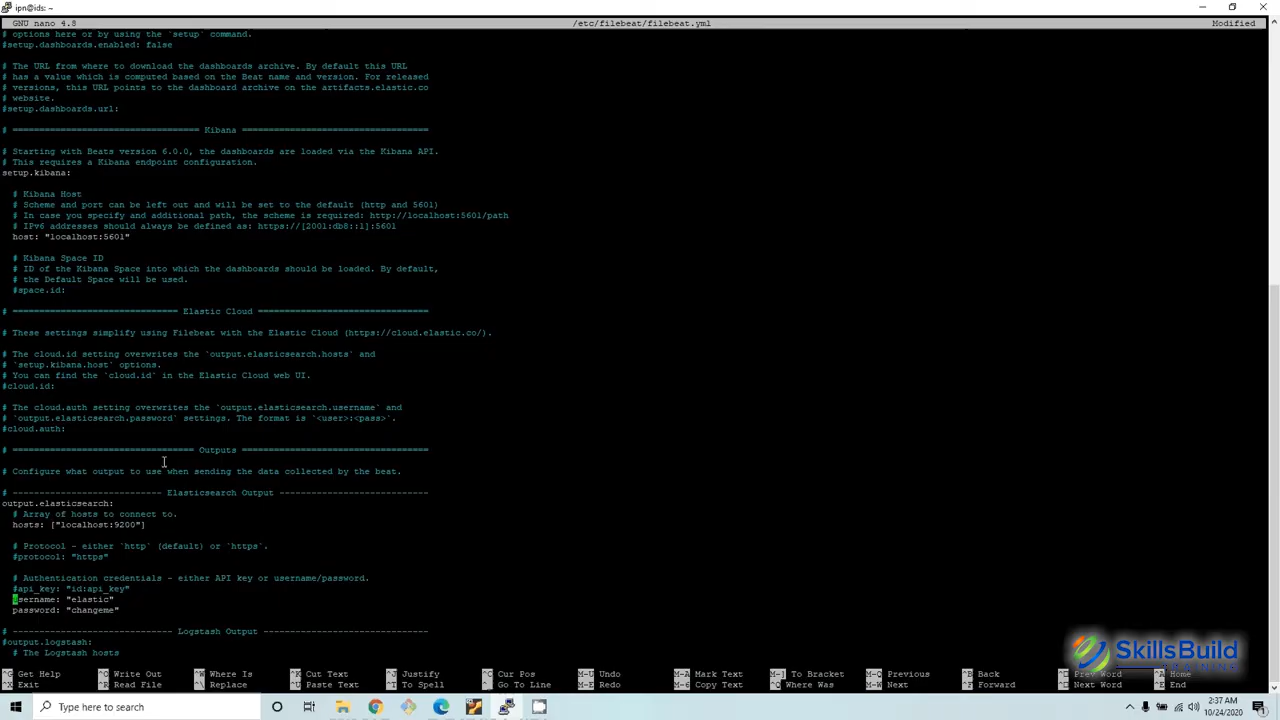 ipn@ids: ~
GNU nano 4.8 /etc/filebeat/filebeat.yml Modified
# options here or by using the `setup` command.
#setup.dashboards.enabled: false
# The URL from where to download the dashboards archive. By default this URL
# has a value which is computed based on the Beat name and version. For released
# versions, this URL points to the dashboard archive on the artifacts.elastic.co
# website.
#setup.dashboards.url:
# =================================== Kibana ===================================
# Starting with Beats version 6.0.0, the dashboards are loaded via the Kibana API.
# This requires a Kibana endpoint configuration.
setup.kibana:
# Kibana Host
# Scheme and port can be left out and will be set to the default (http and 5601)
# In case you specify and additional path, the scheme is required: http://localhost:5601/path
# IPv6 addresses should always be defined as: https://[2001:db8::1]:5601
host: "localhost:5601"
# Kibana Space ID
# ID of the Kibana Space into which the dashboards should be loaded. By default,
# the Default Space will be used.
#space.id:
# =============================== Elastic Cloud ================================
# These settings simplify using Filebeat with the Elastic Cloud (https://cloud.elastic.co/).
# The cloud.id setting overwrites the `output.elasticsearch.hosts` and
# `setup.kibana.host` options.
# You can find the `cloud.id` in the Elastic Cloud web UI.
#cloud.id:
# The cloud.auth setting overwrites the `output.elasticsearch.username` and
# `output.elasticsearch.password` settings. The format is `<user>:<pass>`.
#cloud.auth:
# ================================== Outputs ===================================
# Configure what output to use when sending the data collected by the beat.
# ---------------------------- Elasticsearch Output ----------------------------
output.elasticsearch:
# Array of hosts to connect to.
hosts: ["localhost:9200"]
# Protocol - either `http` (default) or `https`.
#protocol: "https"
# Authentication credentials - either API key or username/password.
#api_key: "id:api_key"
username: "elastic"
password: "changeme"
# ------------------------------ Logstash Output -------------------------------
#output.logstash:
# The Logstash hosts
^G Get Help ^O Write Out ^W Where Is ^K Cut Text ^J Justify ^C Cur Pos M-U Undo M-A Mark Text M-] To Bracket M-Q Previous ^B Back ^◀ Prev Word ^A Home
^X Exit ^R Read File ^\ Replace ^U Paste Text ^T To Spell ^_ Go To Line M-E Redo M-6 Copy Text ^Q Where Was M-W Next ^F Forward ^▶ Next Word ^E End
SkillsBuild
TRAINING
Type here to search
2:37 AM
10/24/2020